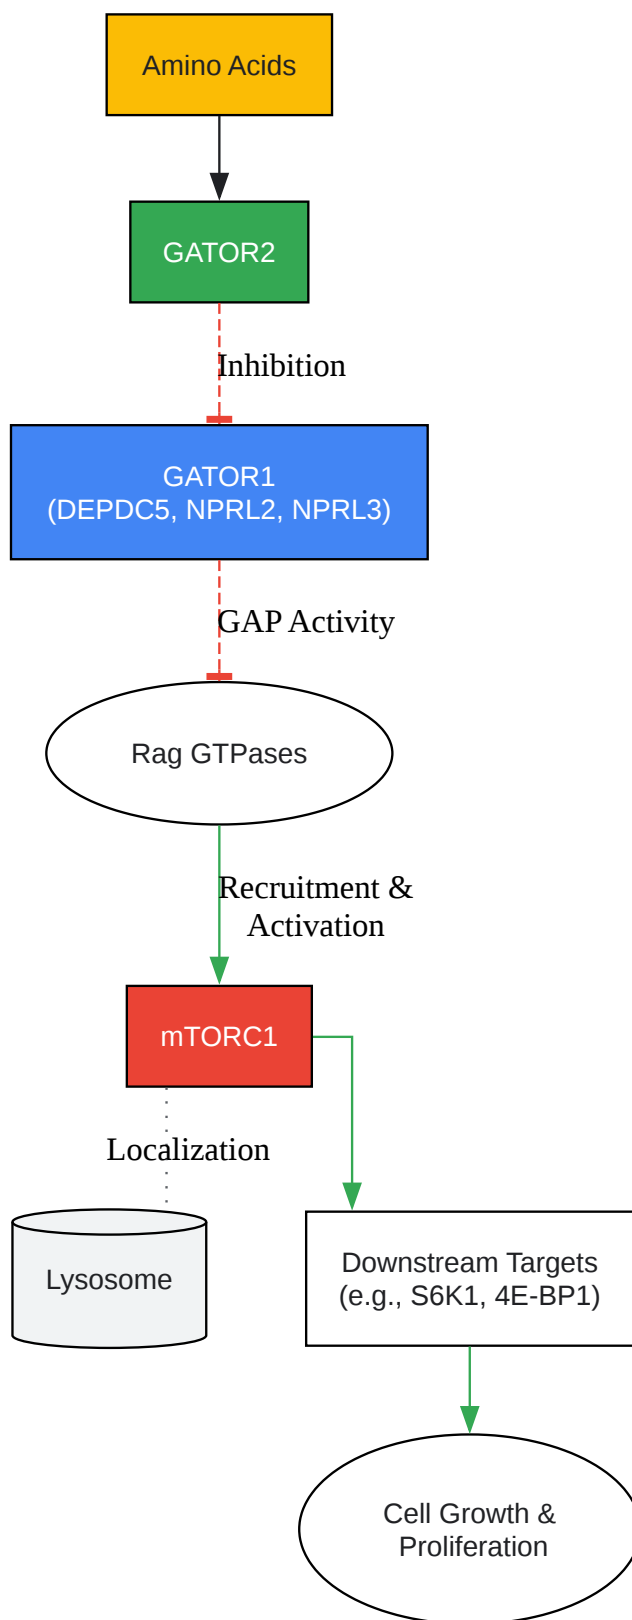 Amino Acids
GATOR2
Inhibition
GATOR1
(DEPDC5, NPRL2, NPRL3)
GAP Activity
Rag GTPases
Recruitment &
Activation
mTORC1
Localization
Lysosome
Downstream Targets
(e.g., S6K1, 4E-BP1)
Cell Growth &
Proliferation